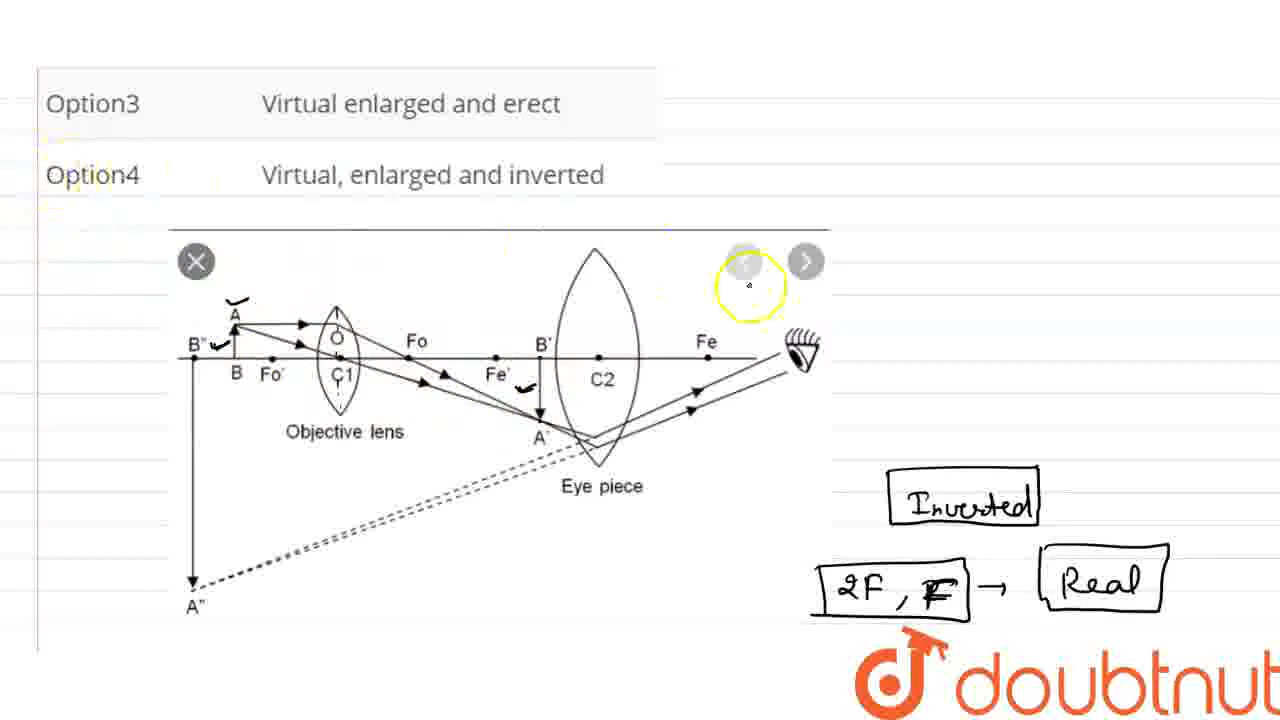 Option3 Virtual enlarged and erect
Option4 Virtual, enlarged and inverted
A
B" O Fo B' Fe
B Fo' C1 Fe' C2
Objective lens A'
Eye piece
Inverted
2F, F → Real
A"
doubtnut